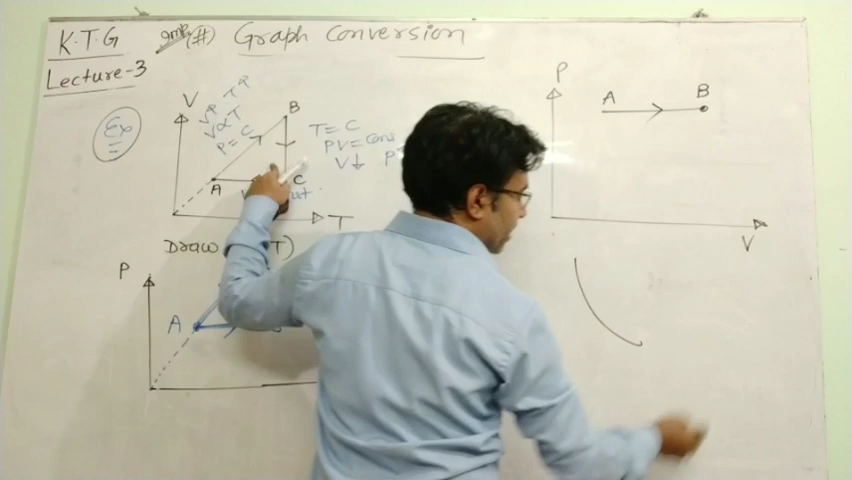 K.T.G
Imp. (#) Graph Conversion
Lecture-3
Ex
V
V↑ T↑
V∝T
P=C
B
T=C
PV=Cons
V↓ P
A
C
T
Draw T)
P
A
P
A
B
V